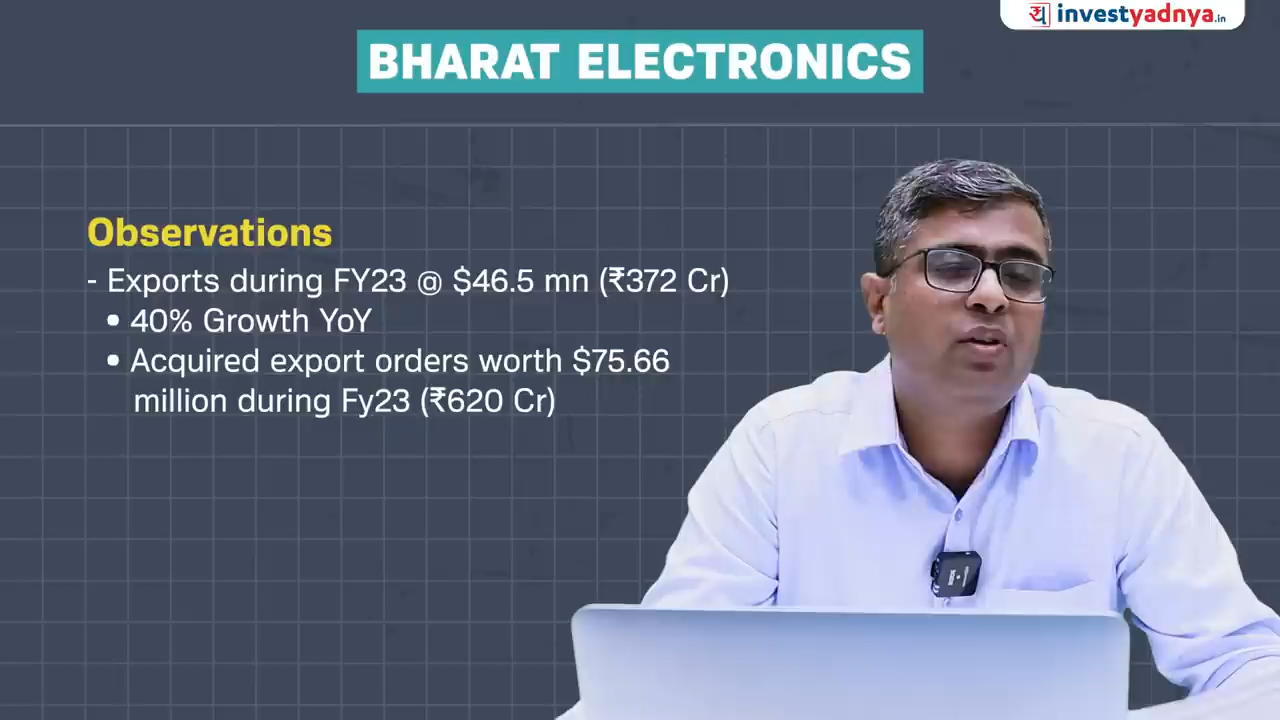 investyadnya.in
BHARAT ELECTRONICS
Observations
- Exports during FY23 @ $46.5 mn (₹372 Cr)
• 40% Growth YoY
• Acquired export orders worth $75.66
million during Fy23 (₹620 Cr)